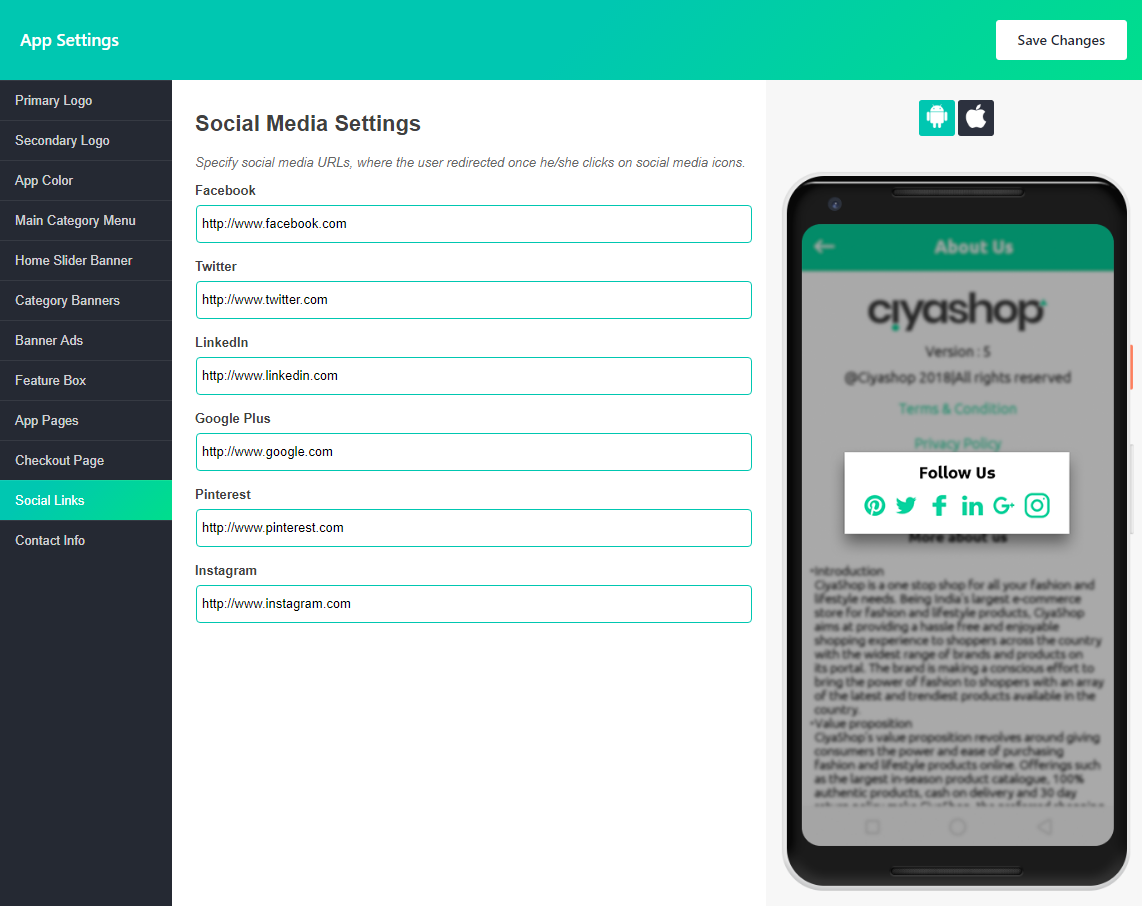 App Settings
Save Changes
Primary Logo
Secondary Logo
App Color
Main Category Menu
Home Slider Banner
Category Banners
Banner Ads
Feature Box
App Pages
Checkout Page
Social Links
Contact Info
Social Media Settings
Specify social media URLs, where the user redirected once he/she clicks on social media icons.
Facebook
http://www.facebook.com
Twitter
http://www.twitter.com
LinkedIn
http://www.linkedin.com
Google Plus
http://www.google.com
Pinterest
http://www.pinterest.com
Instagram
http://www.instagram.com
About Us
ciyashop
Version : 5
@Ciyashop 2018|All rights reserved
Terms & Condition
Privacy Policy
Follow Us
More about us
•Introduction
CiyaShop is a one stop shop for all your fashion and
lifestyle needs. Being India's largest e-commerce
store for fashion and lifestyle products, CiyaShop
aims at providing a hassle free and enjoyable
shopping experience to shoppers across the country
with the widest range of brands and products on
its portal. The brand is making a conscious effort to
bring the power of fashion to shoppers with an array
of the latest and trendiest products available in the
country.
•Value proposition
CiyaShop's value proposition revolves around giving
consumers the power and ease of purchasing
fashion and lifestyle products online. Offerings such
as the largest in-season product catalogue, 100%
authentic products, cash on delivery and 30 day
return policy make CiyaShop, the preferred shopping